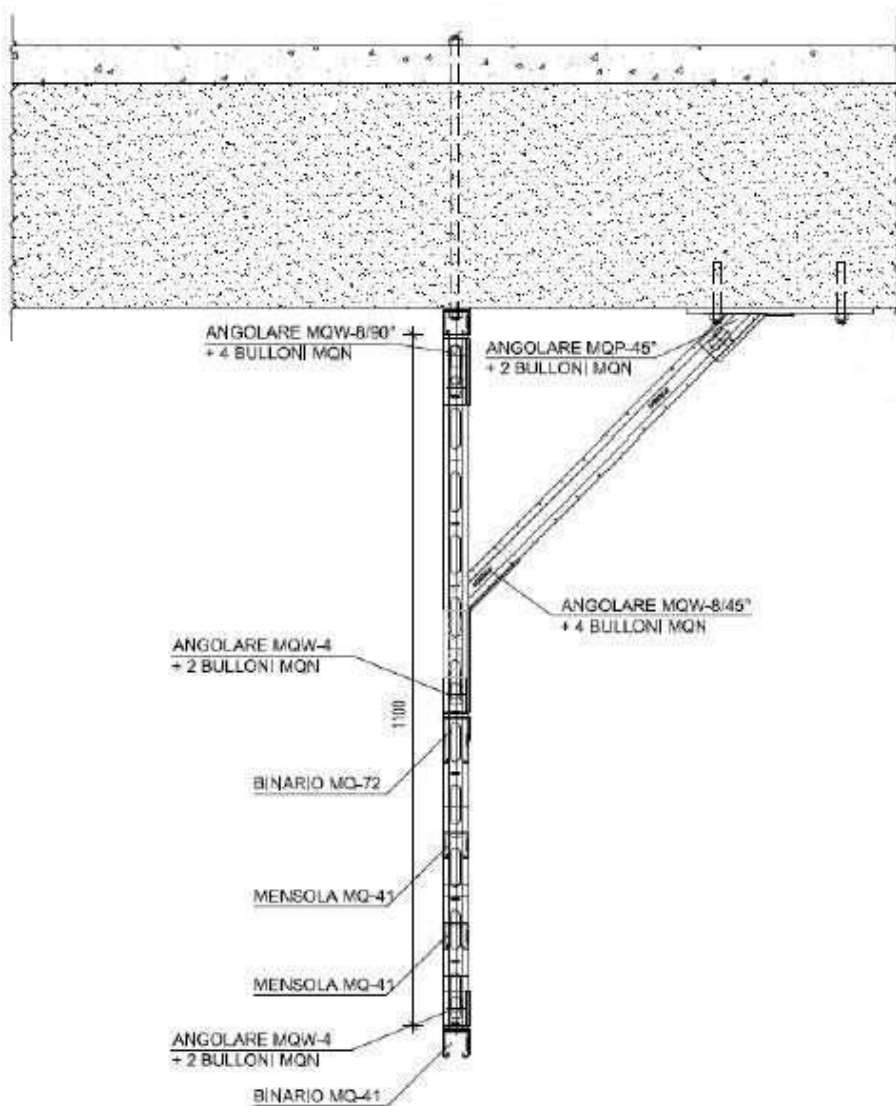 ANGOLARE MQW-8/90°
+ 4 BULLONI MQN
ANGOLARE MQP-45°
+ 2 BULLONI MQN
ANGOLARE MQW-8/45°
+ 4 BULLONI MQN
ANGOLARE MQW-4
+ 2 BULLONI MQN
1100
BINARIO MQ-72
MENSOLA MQ-41
MENSOLA MQ-41
ANGOLARE MQW-4
+ 2 BULLONI MQN
BINARIO MQ-41